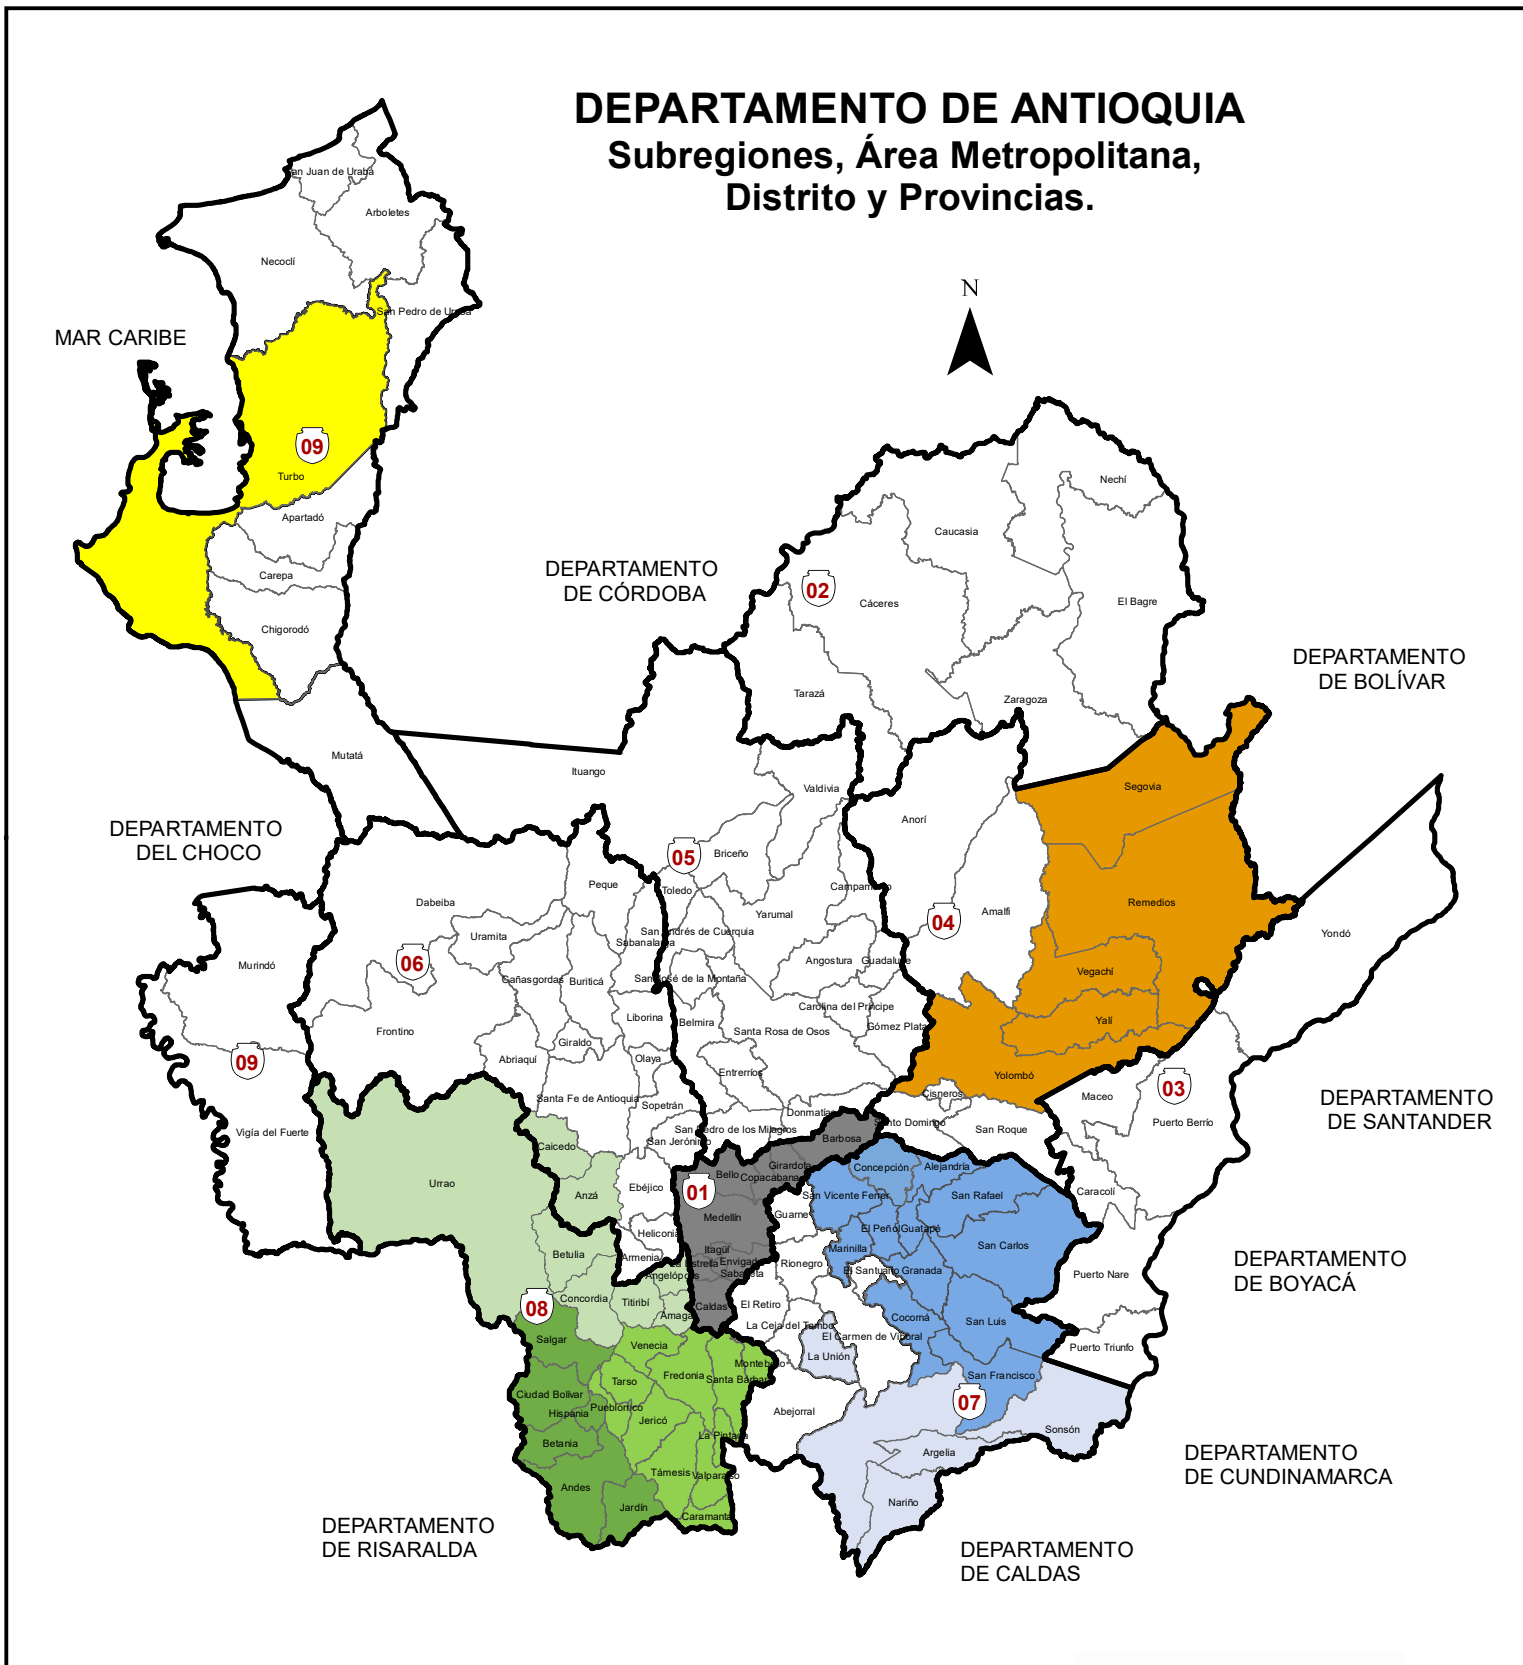 DEPARTAMENTO DE ANTIOQUIA
Subregiones, Área Metropolitana,
Distrito y Provincias.
an Juan de Urabá
Arboletes
Necoclí
N
San Pedro de Urabá
MAR CARIBE
09
Turbo
Nechí
Apartadó
Caucasia
DEPARTAMENTO
DE CÓRDOBA
Carepa
02
Cáceres
El Bagre
Chigorodó
DEPARTAMENTO
DE BOLÍVAR
Tarazá
Zaragoza
Mutatá
Ituango
Valdivia
Segovia
Anorí
DEPARTAMENTO
DEL CHOCO
05
Briceño
Peque
Toledo
Campamento
Dabeiba
Amalfi
Remedios
Yarumal
04
Uramita
San Andrés de Cuerquia
Sabanalarga
Yondó
06
Murindó
Angostura
Guadalupe
Vegachí
Cañasgordas
Buriticá
San José de la Montaña
Carolina del Príncipe
Liborina
Belmira
Yalí
Frontino
Santa Rosa de Osos
Gómez Plata
Giraldo
09
Abriaquí
Olaya
Entrerríos
Yolombó
03
Cisneros
Maceo
DEPARTAMENTO
DE SANTANDER
Santa Fe de Antioquia
Sopetrán
Donmatías
Puerto Berrío
Vigía del Fuerte
San Pedro de los Milagros
Santo Domingo
San Roque
San Jerónimo
Barbosa
Caicedo
Girardota
Concepción
Alejandría
Bello
Copacabana
Urrao
Anzá
Ebéjico
01
San Vicente Ferrer
San Rafael
Caracolí
Medellín
Guarne
El Peñol
Guatapé
Heliconia
San Carlos
Betulia
Armenia
Itagüí
Marinilla
DEPARTAMENTO
DE BOYACÁ
La Estrella
Envigado
Rionegro
El Santuario
Granada
Angelópolis
Sabaneta
Puerto Nare
Concordia
Titiribí
Amagá
Caldas
El Retiro
08
Cocorná
San Luis
La Ceja del Tambo
El Carmen de Viboral
Salgar
Venecia
La Unión
Puerto Triunfo
Montebello
Tarso
Fredonia
Santa Bárbara
San Francisco
Ciudad Bolívar
Hispania
Pueblorrico
Jericó
Abejorral
07
La Pintada
Sonsón
Betania
Argelia
DEPARTAMENTO
DE CUNDINAMARCA
Andes
Támesis
Valparaíso
Jardín
Nariño
Caramanta
DEPARTAMENTO
DE RISARALDA
DEPARTAMENTO
DE CALDAS